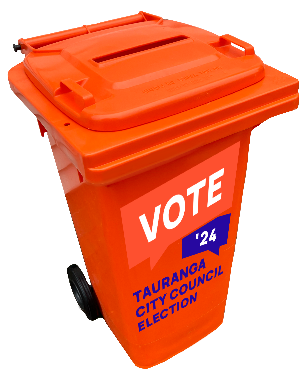 VOTE
'24
TAURANGA
CITY COUNCIL
ELECTION